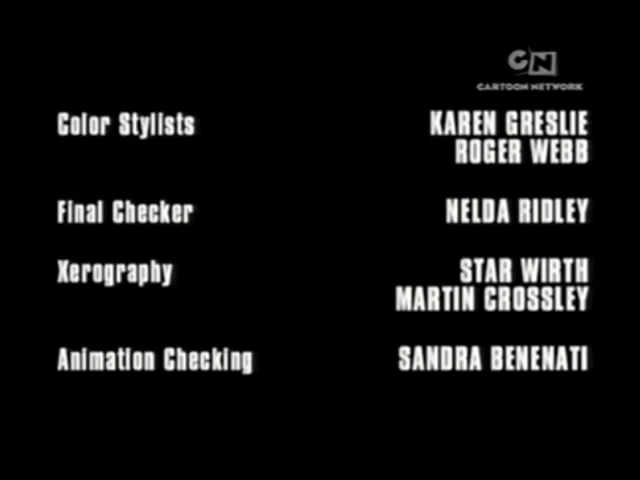 CN
CARTOON NETWORK
Color Stylists KAREN GRESLIE
ROGER WEBB
Final Checker NELDA RIDLEY
Xerography STAR WIRTH
MARTIN CROSSLEY
Animation Checking SANDRA BENENATI